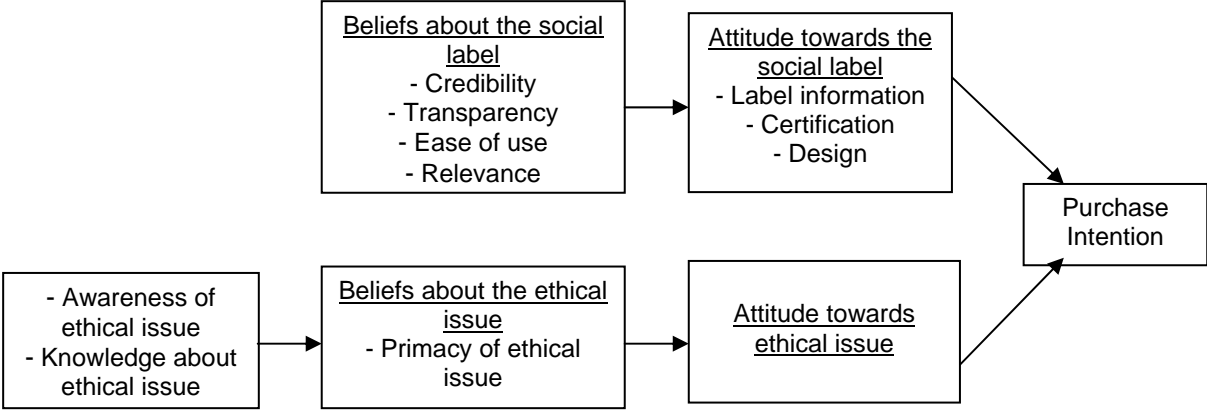 Beliefs about the social
label
- Credibility
- Transparency
- Ease of use
- Relevance
Attitude towards the
social label
- Label information
- Certification
- Design
Purchase
Intention
- Awareness of
ethical issue
- Knowledge about
ethical issue
Beliefs about the ethical
issue
- Primacy of ethical
issue
Attitude towards
ethical issue